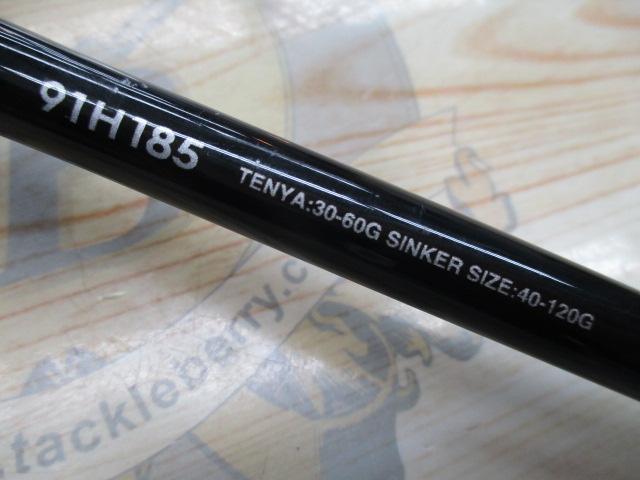 91H185
TENYA:30-60G SINKER SIZE:40-120G
.tackleberry.c